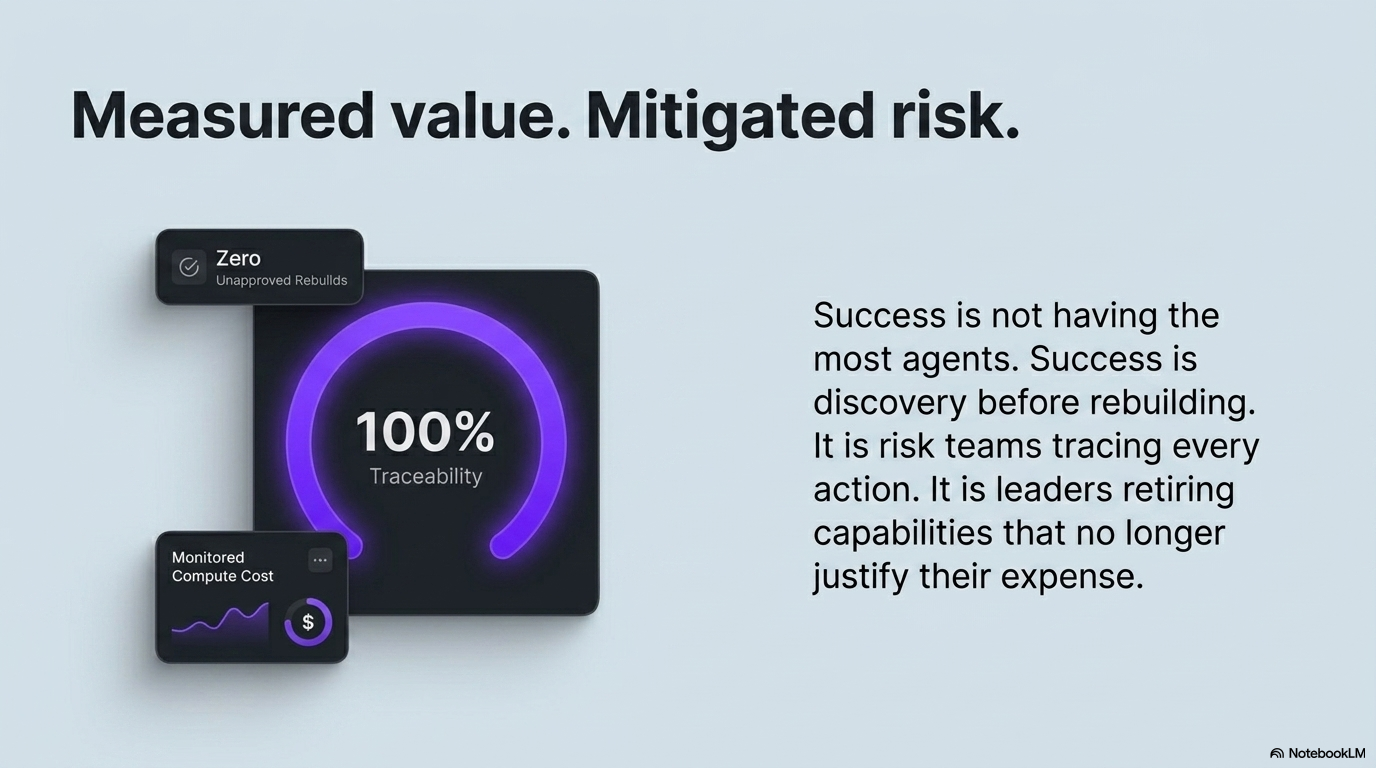 Measured value. Mitigated risk.
Zero
Unapproved Rebuilds
100%
Traceability
Monitored
Compute Cost
$
Success is not having the
most agents. Success is
discovery before rebuilding.
It is risk teams tracing every
action. It is leaders retiring
capabilities that no longer
justify their expense.
NotebookLM